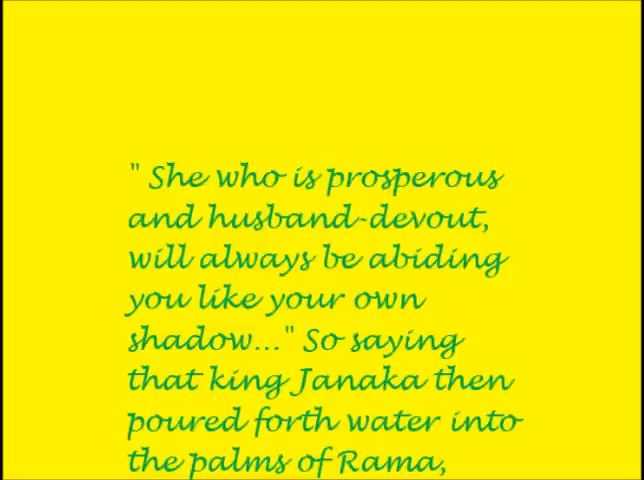 " She who is prosperous
and husband-devout,
will always be abiding
you like your own
shadow..." So saying
that king Janaka then
poured forth water into
the palms of Rama,